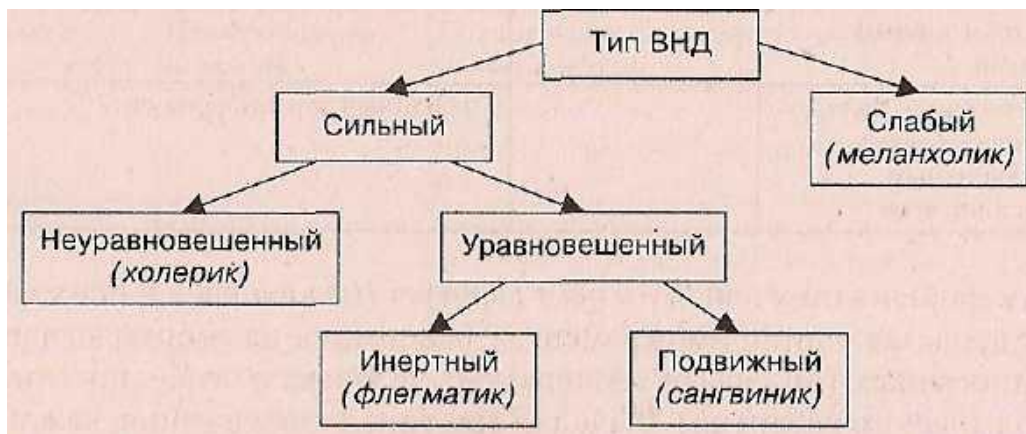 Тип ВНД
Сильный
Слабый
(меланхолик)
Неуравновешенный
(холерик)
Уравновешенный
Инертный
(флегматик)
Подвижный
(сангвиник)